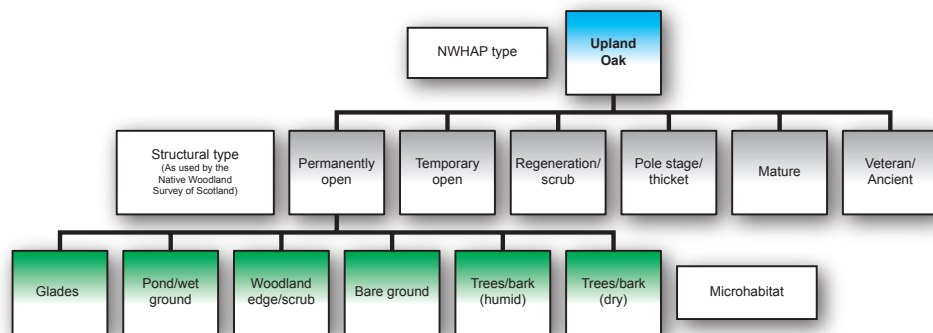 NWHAP type
Upland
Oak
Structural type
(As used by the
Native Woodland
Survey of Scotland)
Permanently
open
Temporary
open
Regeneration/
scrub
Pole stage/
thicket
Mature
Veteran/
Ancient
Glades
Pond/wet
ground
Woodland
edge/scrub
Bare ground
Trees/bark
(humid)
Trees/bark
(dry)
Microhabitat